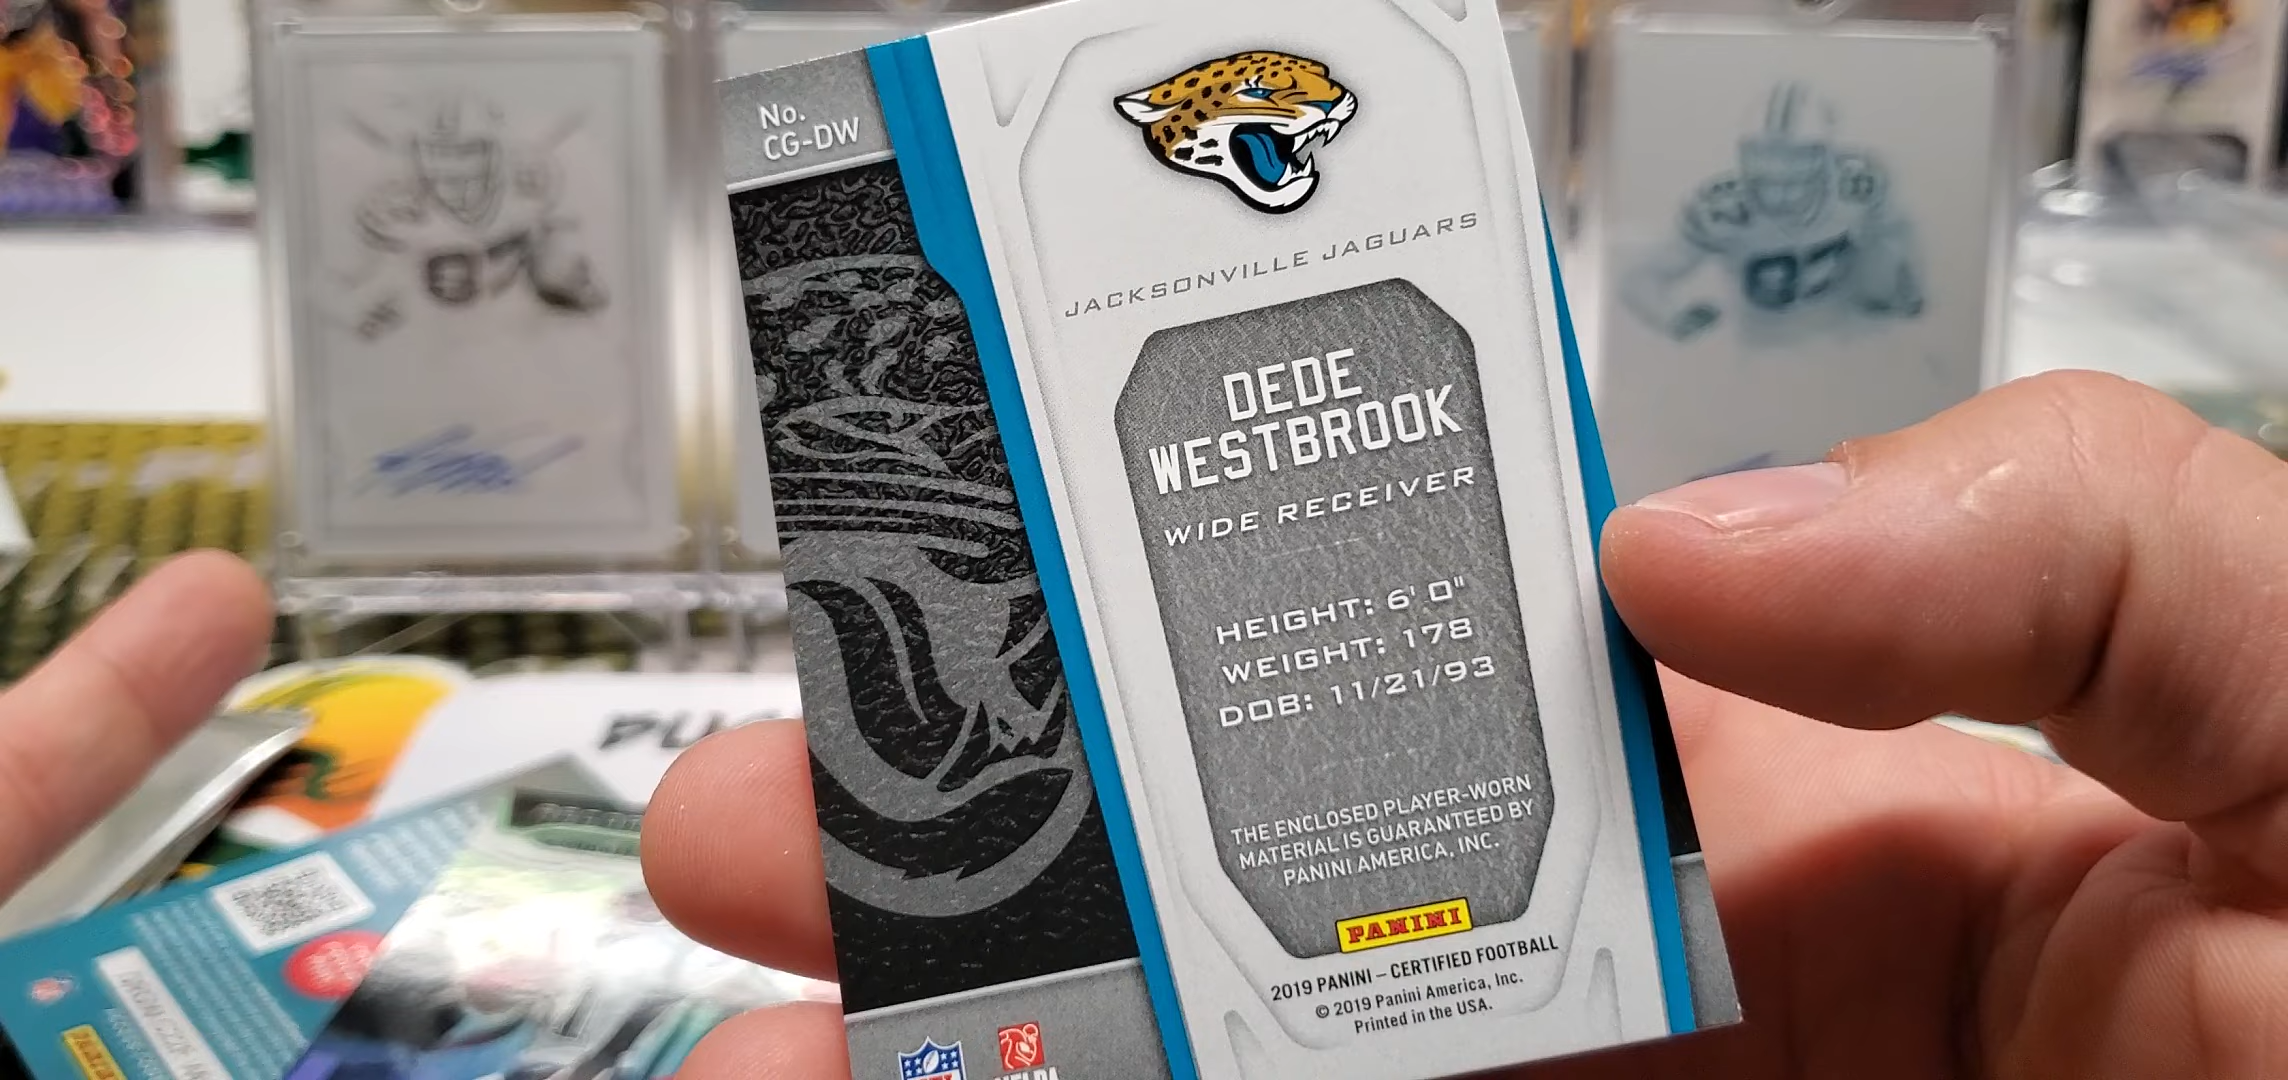 No.
CG-DW
JACKSONVILLE JAGUARS
DEDE
WESTBROOK
WIDE RECEIVER
HEIGHT: 6' 0"
WEIGHT: 178
DOB: 11/21/93
THE ENCLOSED PLAYER-WORN
MATERIAL IS GUARANTEED BY
PANINI AMERICA, INC.
PANINI
2019 PANINI – CERTIFIED FOOTBALL
© 2019 Panini America, Inc.
Printed in the USA.